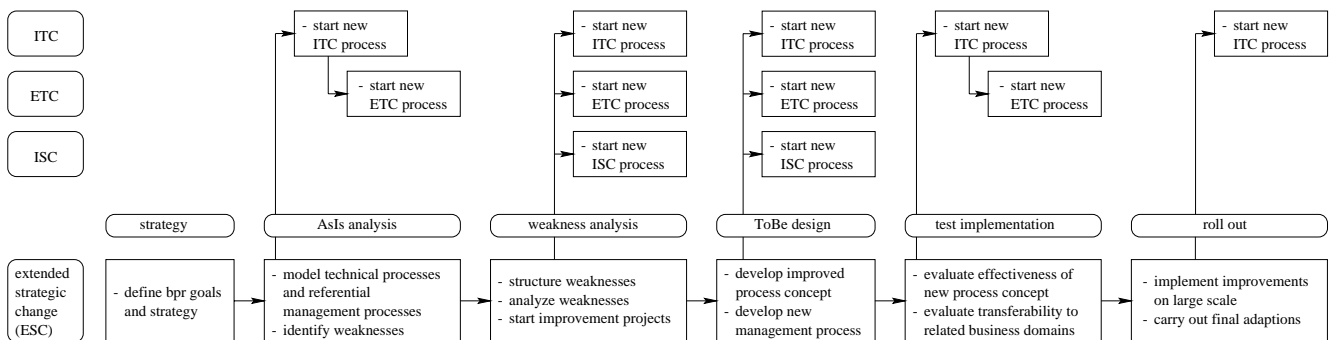 ITC
- start new
ITC process
- start new
ITC process
- start new
ITC process
- start new
ITC process
- start new
ITC process
ETC
- start new
ETC process
- start new
ETC process
- start new
ETC process
- start new
ETC process
ISC
- start new
ISC process
- start new
ISC process
strategy
AsIs analysis
weakness analysis
ToBe design
test implementation
roll out
extended
strategic
change
(ESC)
- define bpr goals
and strategy
- model technical processes
and referential
management processes
- identify weaknesses
- structure weaknesses
- analyze weaknesses
- start improvement projects
- develop improved
process concept
- develop new
management process
- evaluate effectiveness of
new process concept
- evaluate transferability to
related business domains
- implement improvements
on large scale
- carry out final adaptions